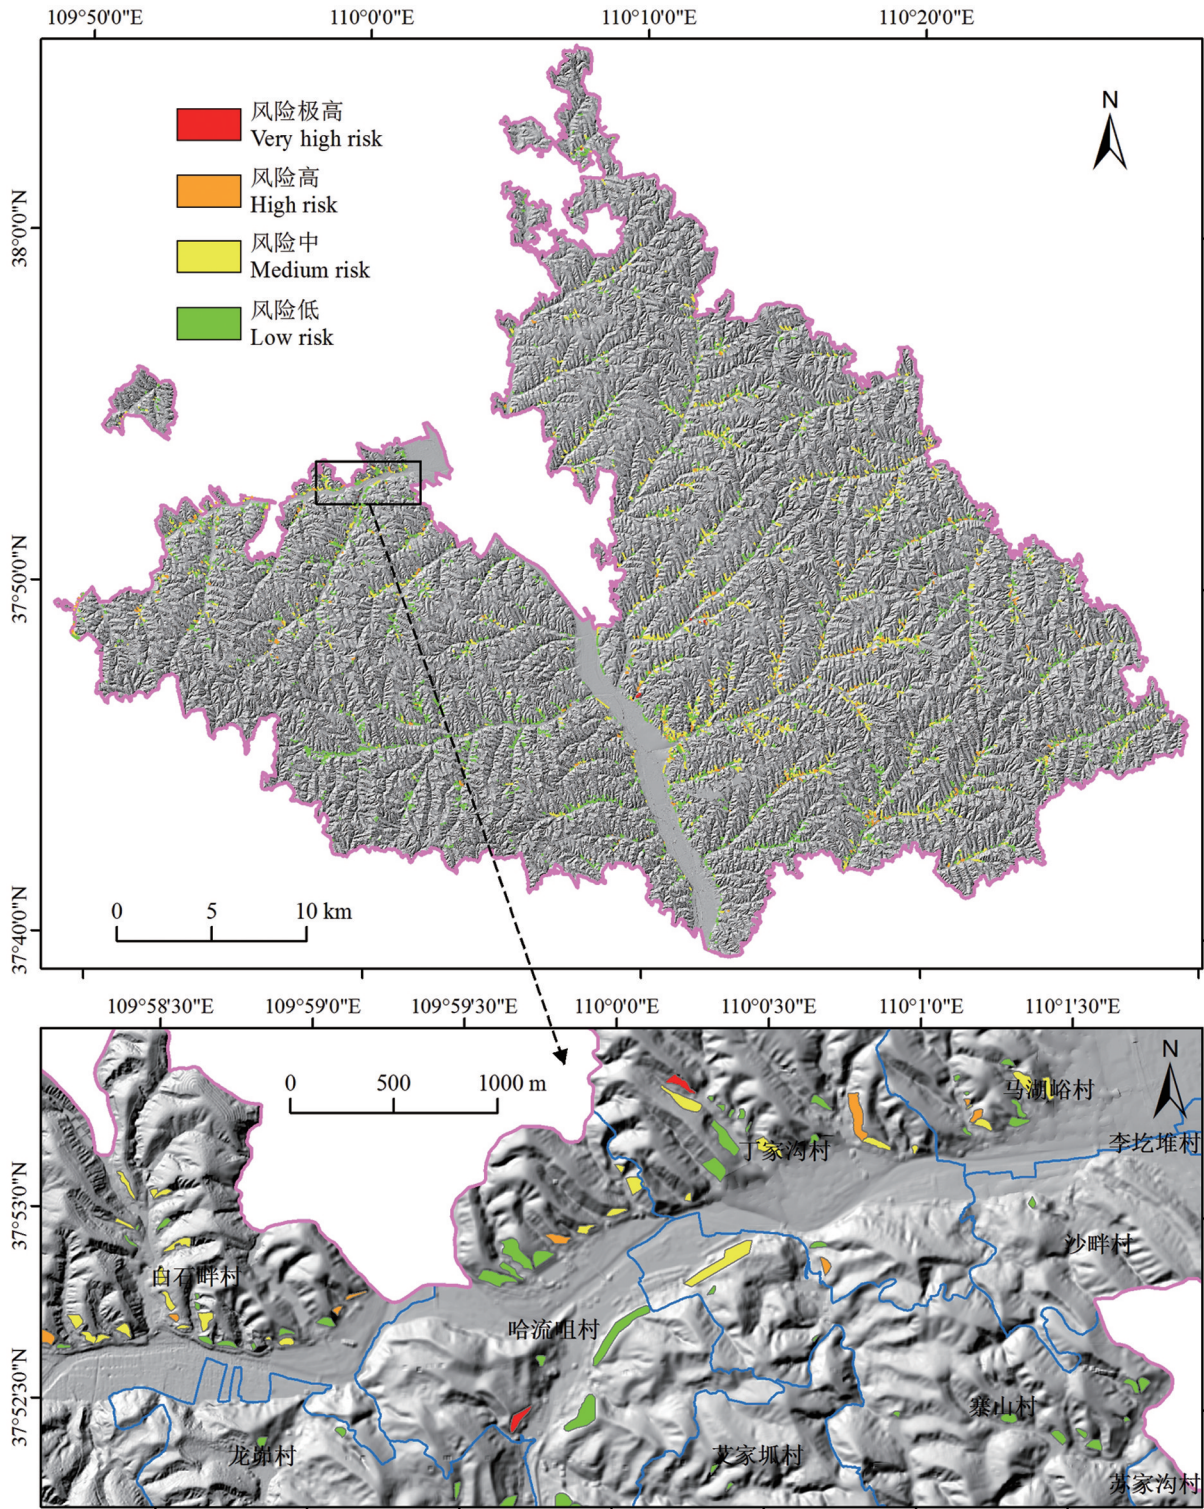 109°50'0"E
110°0'0"E
110°10'0"E
110°20'0"E
N
风险极高
Very high risk
风险高
High risk
风险中
Medium risk
风险低
Low risk
38°0'0"N
37°50'0"N
37°40'0"N
0 5 10 km
109°58'30"E
109°59'0"E
109°59'30"E
110°0'0"E
110°0'30"E
110°1'0"E
110°1'30"E
N
0 500 1000 m
马湖峪村
丁家沟村
李圪堆村
37°53'0"N
沙畔村
白石畔村
哈流咀村
37°52'30"N
寨山村
龙峁村
艾家坬村
苏家沟村